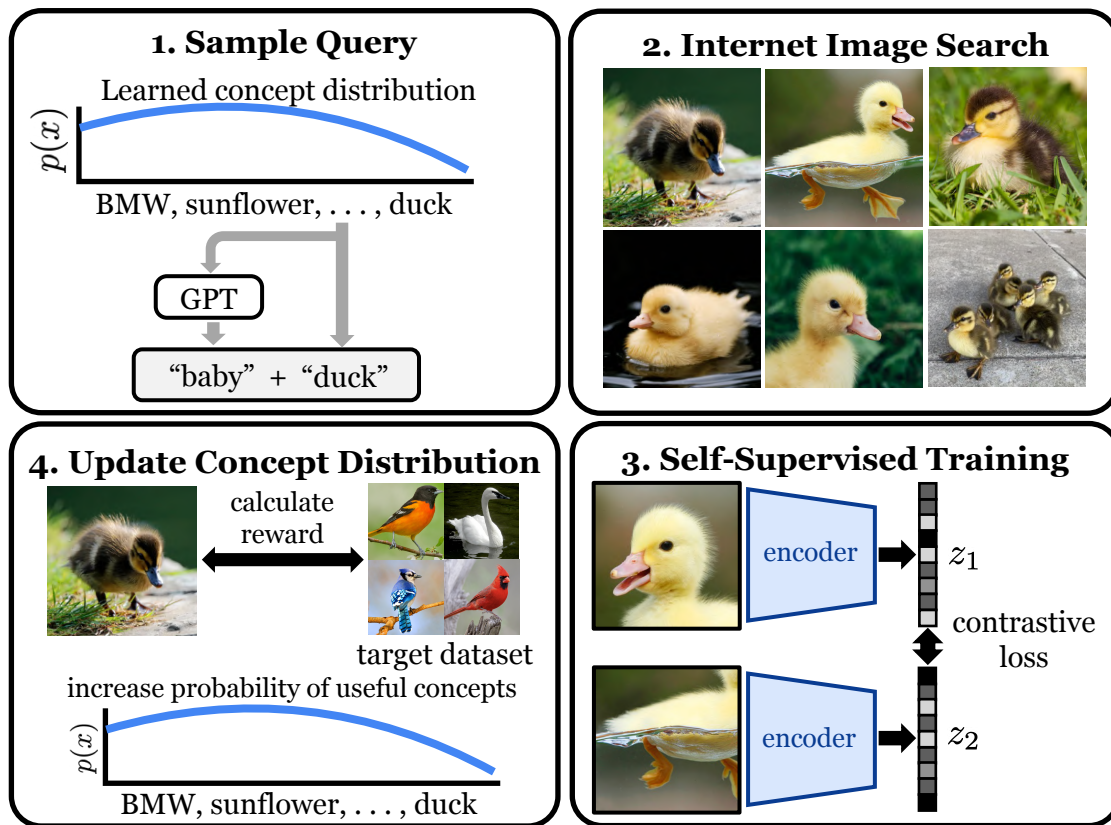 1. Sample Query
Learned concept distribution
p(x)
BMW, sunflower, . . . , duck
GPT
“baby” + “duck”
2. Internet Image Search
4. Update Concept Distribution
calculate
reward
target dataset
increase probability of useful concepts
p(x)
BMW, sunflower, . . . , duck
3. Self-Supervised Training
encoder
z1
contrastive
loss
encoder
z2